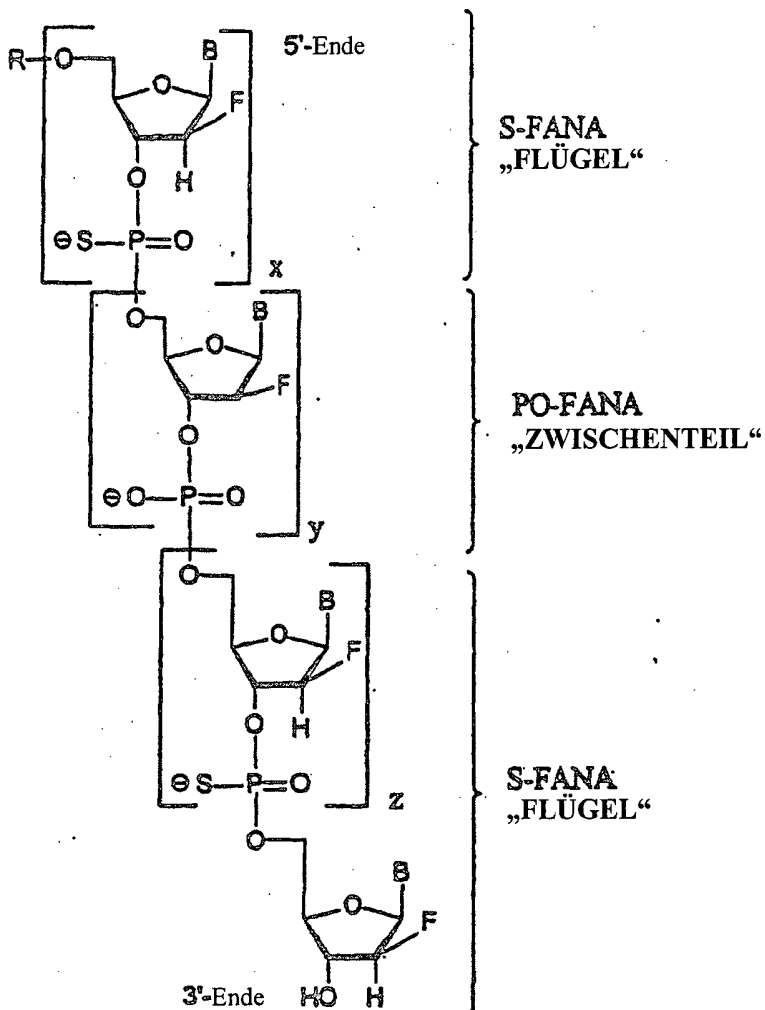 R—O
B
5'-Ende
O
F
O
H
⊖S—P=O
x
S-FANA
„FLÜGEL“
O
B
O
F
O
⊖O—P=O
y
PO-FANA
„ZWISCHENTEIL“
O
B
O
F
O
H
⊖S—P=O
z
S-FANA
„FLÜGEL“
O
B
O
F
3'-Ende
HO
H